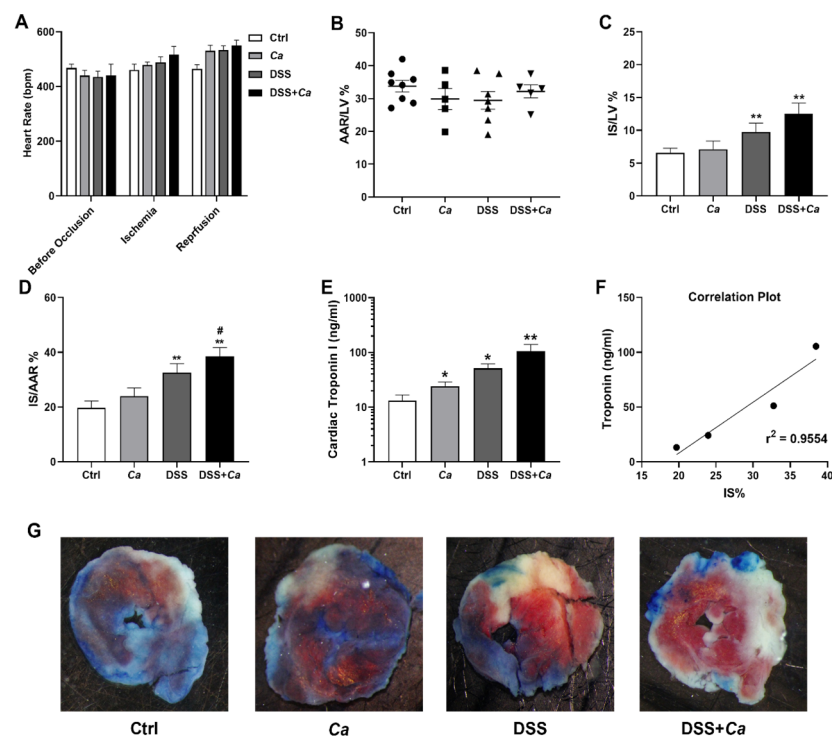 A
Heart Rate (bpm)
600
400
200
0
Before Occlusion
Ischemia
Reprfusion
Ctrl
Ca
DSS
DSS+Ca
B
AAR/LV %
50
40
30
20
10
0
Ctrl
Ca
DSS
DSS+Ca
C
IS/LV %
25
20
15
10
5
0
**
**
Ctrl
Ca
DSS
DSS+Ca
D
IS/AAR %
60
40
20
0
**
#
**
Ctrl
Ca
DSS
DSS+Ca
E
Cardiac Troponin I (ng/ml)
1000
100
10
1
*
*
**
Ctrl
Ca
DSS
DSS+Ca
F
Correlation Plot
Troponin (ng/ml)
150
100
50
0
r² = 0.9554
15 20 25 30 35 40
IS%
G
Ctrl
Ca
DSS
DSS+Ca